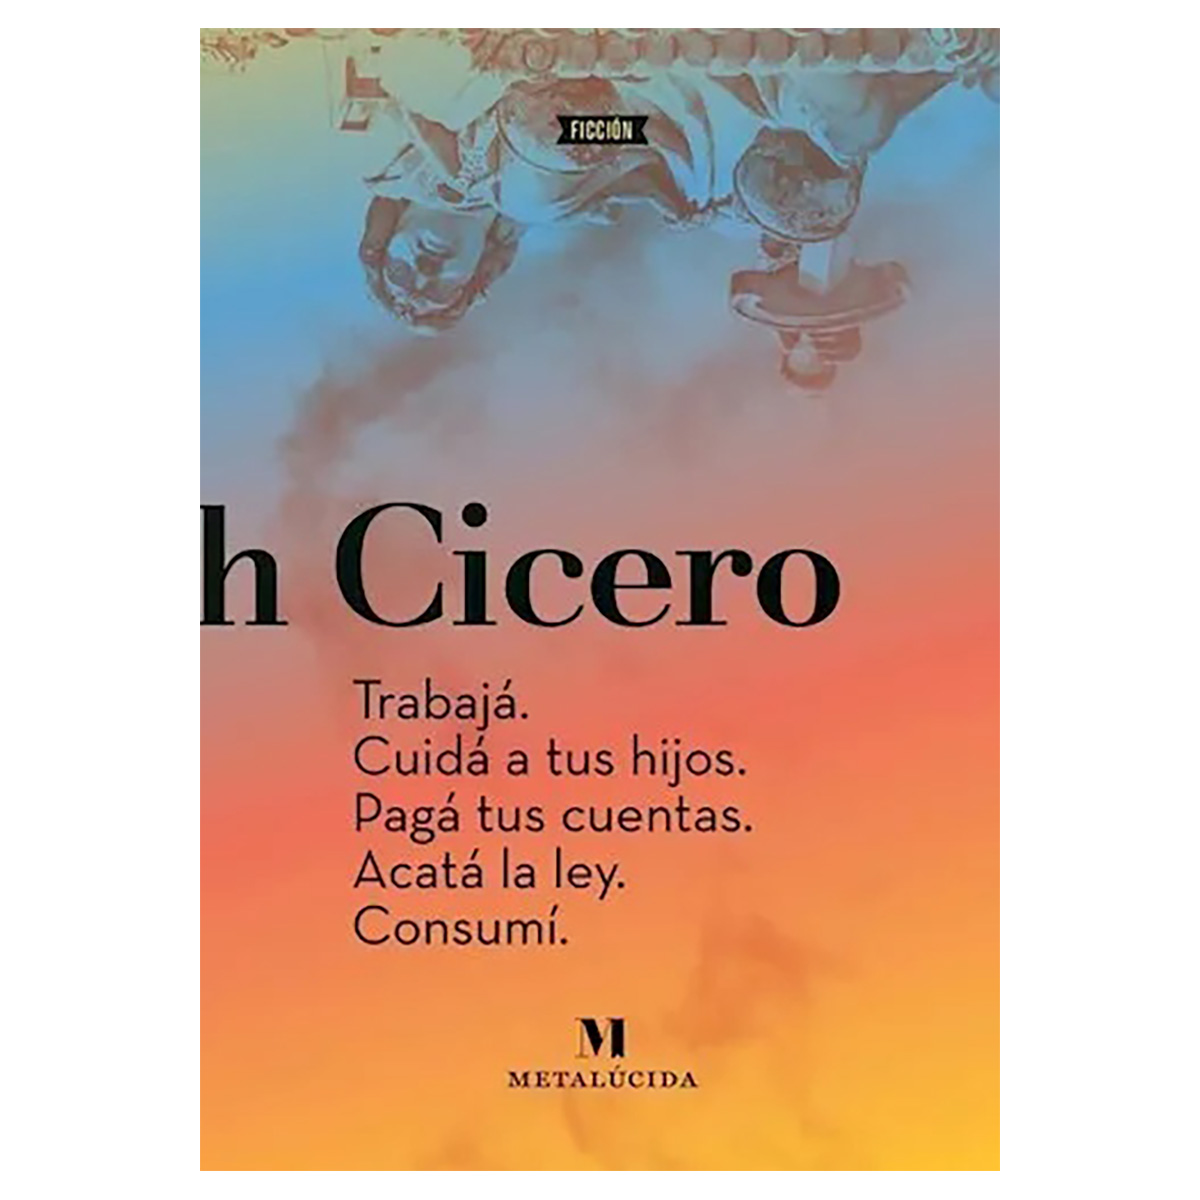 FICCIÓN
h Cicero
Trabajá.
Cuidá a tus hijos.
Pagá tus cuentas.
Acatá la ley.
Consumí.
M
METALÚCIDA